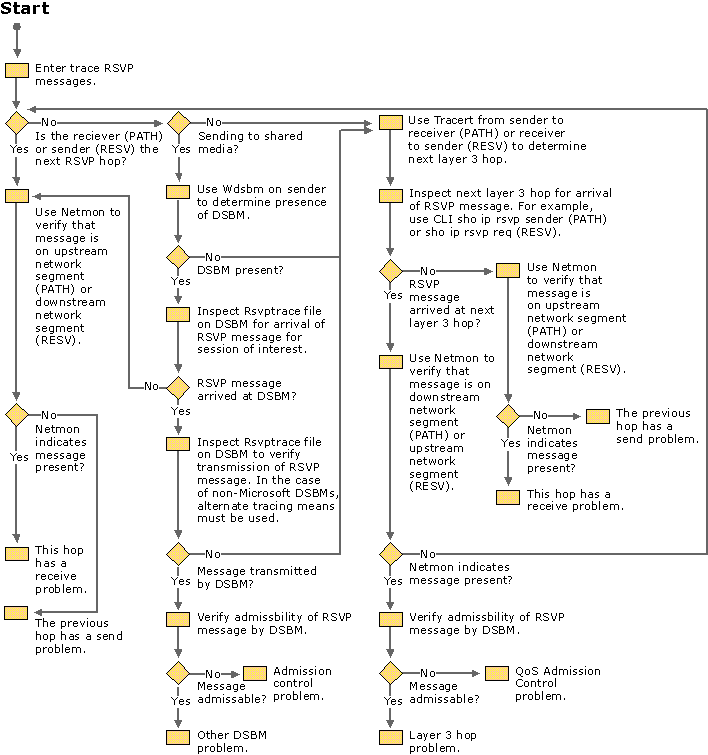 Start
Enter trace RSVP
messages.
No
Is the reciever (PATH)
or sender (RESV) the
next RSVP hop?
Yes
Use Netmon to
verify that
message is
on upstream
network
segment
(PATH) or
downstream
network
segment
(RESV).
No
Netmon
indicates
message
present?
Yes
This hop
has a
receive
problem.
The previous
hop has a send
problem.
No
Sending to shared
media?
Yes
Use Wdsbm on sender
to determine presence
of DSBM.
No
DSBM present?
Yes
Inspect Rsvptrace file
on DSBM for arrival of
RSVP message for
session of interest.
No
RSVP message
arrived at DSBM?
Yes
Inspect Rsvptrace file
on DSBM to verify
transmission of RSVP
message. In the case
of non-Microsoft DSBMs,
alternate tracing means
must be used.
No
Message transmitted
by DSBM?
Yes
Verify admissbility of RSVP
message by DSBM.
No
Message
admissable?
Yes
Admission
control
problem.
Other DSBM
problem.
Use Tracert from sender to
receiver (PATH) or receiver
to sender (RESV) to determine
next layer 3 hop.
Inspect next layer 3 hop for arrival
of RSVP message. For example,
use CLI sho ip rsvp sender (PATH)
or sho ip rsvp req (RESV).
No
RSVP
message
arrived at next
layer 3 hop?
Yes
Use Netmon to
verify that
message is on
downstream
network
segment
(PATH) or
upstream
network
segment
(RESV).
Use Netmon
to verify that
message is
on upstream
network
segment
(PATH) or
downstream
network
segment (RESV).
No
Netmon
indicates
message
present?
Yes
The previous
hop has a
send problem.
This hop has a
receive problem.
No
Netmon indicates
message present?
Yes
Verify admissbility of RSVP
message by DSBM.
No
Message
admissable?
Yes
QoS Admission
Control
problem.
Layer 3 hop
problem.